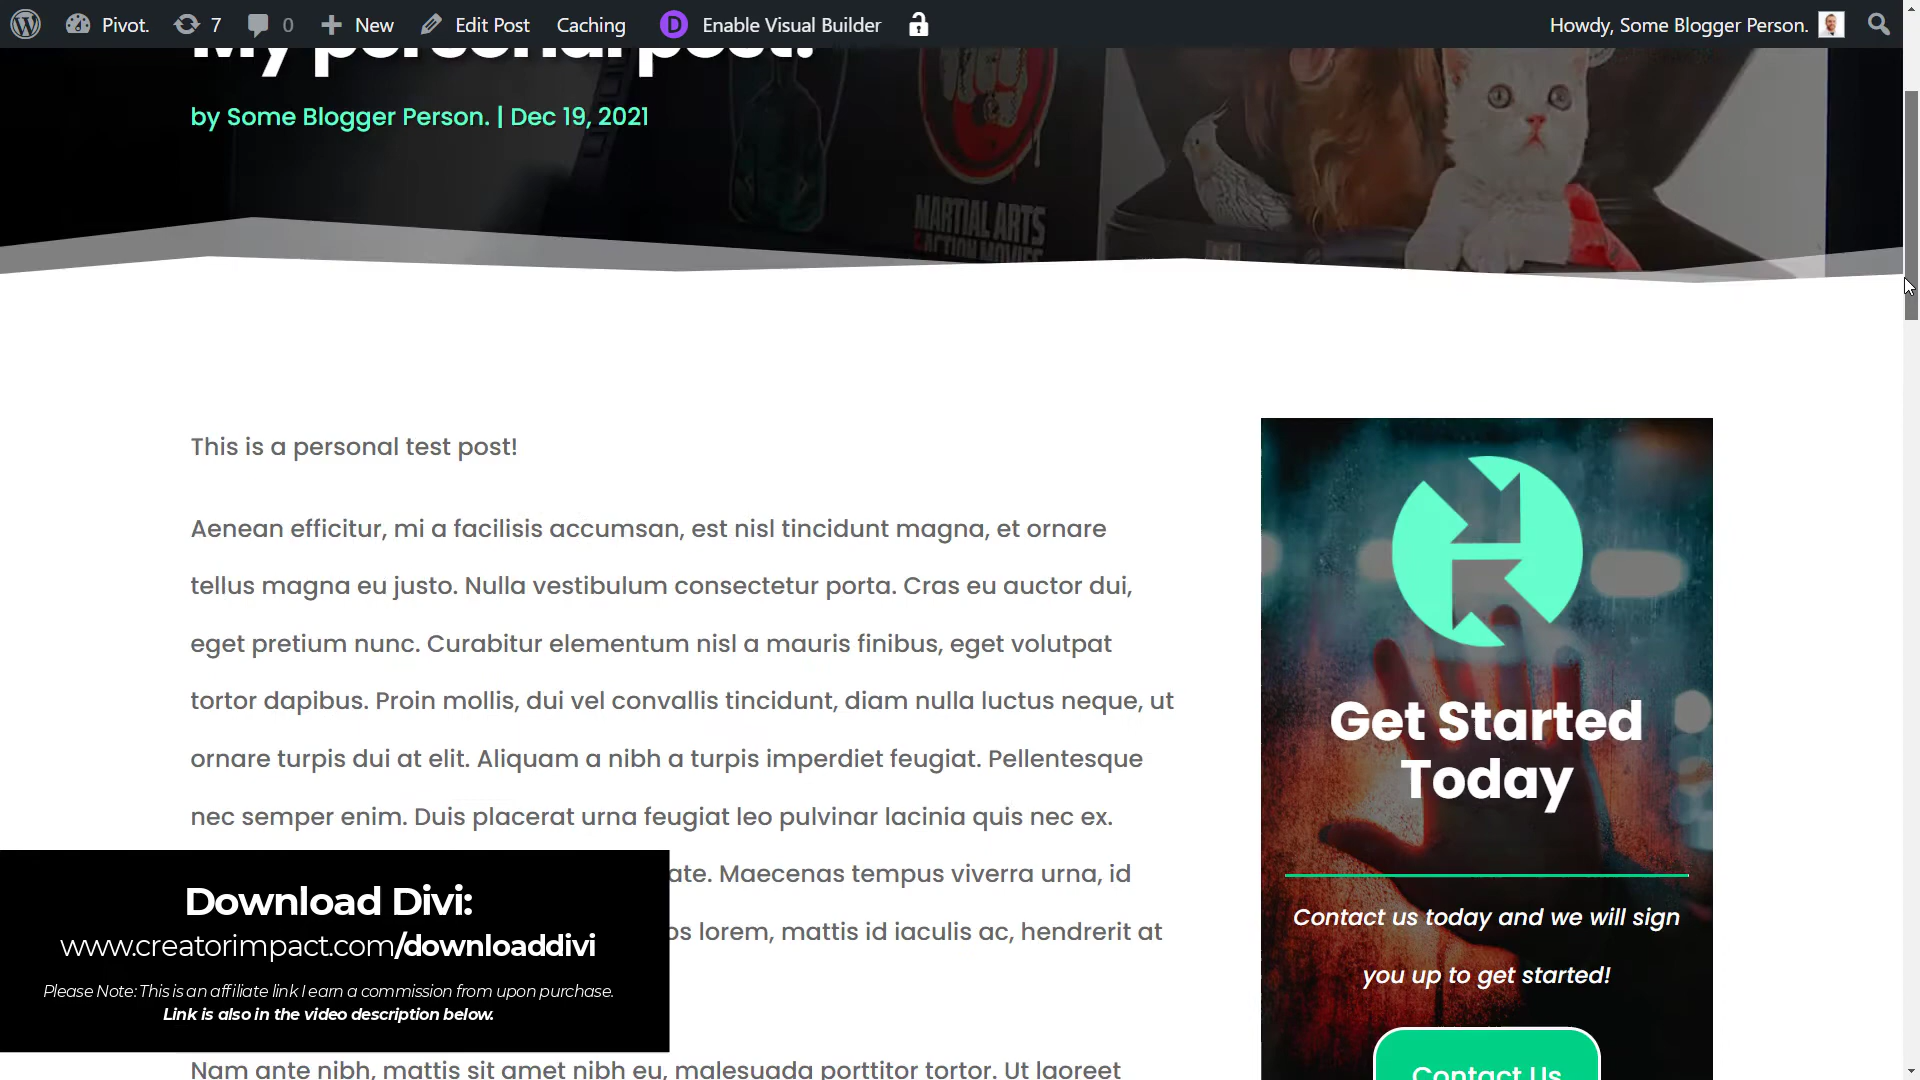 Pivot.
7
0
New
Edit Post
Caching
D
Enable Visual Builder
Howdy, Some Blogger Person.
My personal post!
by Some Blogger Person. | Dec 19, 2021
MARTIAL ARTS
& ACTION MOVIES
This is a personal test post!
Aenean efficitur, mi a facilisis accumsan, est nisl tincidunt magna, et ornare
tellus magna eu justo. Nulla vestibulum consectetur porta. Cras eu auctor dui,
eget pretium nunc. Curabitur elementum nisl a mauris finibus, eget volutpat
tortor dapibus. Proin mollis, dui vel convallis tincidunt, diam nulla luctus neque, ut
ornare turpis dui at elit. Aliquam a nibh a turpis imperdiet feugiat. Pellentesque
nec semper enim. Duis placerat urna feugiat leo pulvinar lacinia quis nec ex.
ate. Maecenas tempus viverra urna, id
os lorem, mattis id iaculis ac, hendrerit at
Nam ante nibh, mattis sit amet nibh eu, malesuada porttitor tortor. Ut laoreet
Get Started
Today
Contact us today and we will sign
you up to get started!
Contact Us
Download Divi:
www.creatorimpact.com/downloaddivi
Please Note: This is an affiliate link I earn a commission from upon purchase.
Link is also in the video description below.